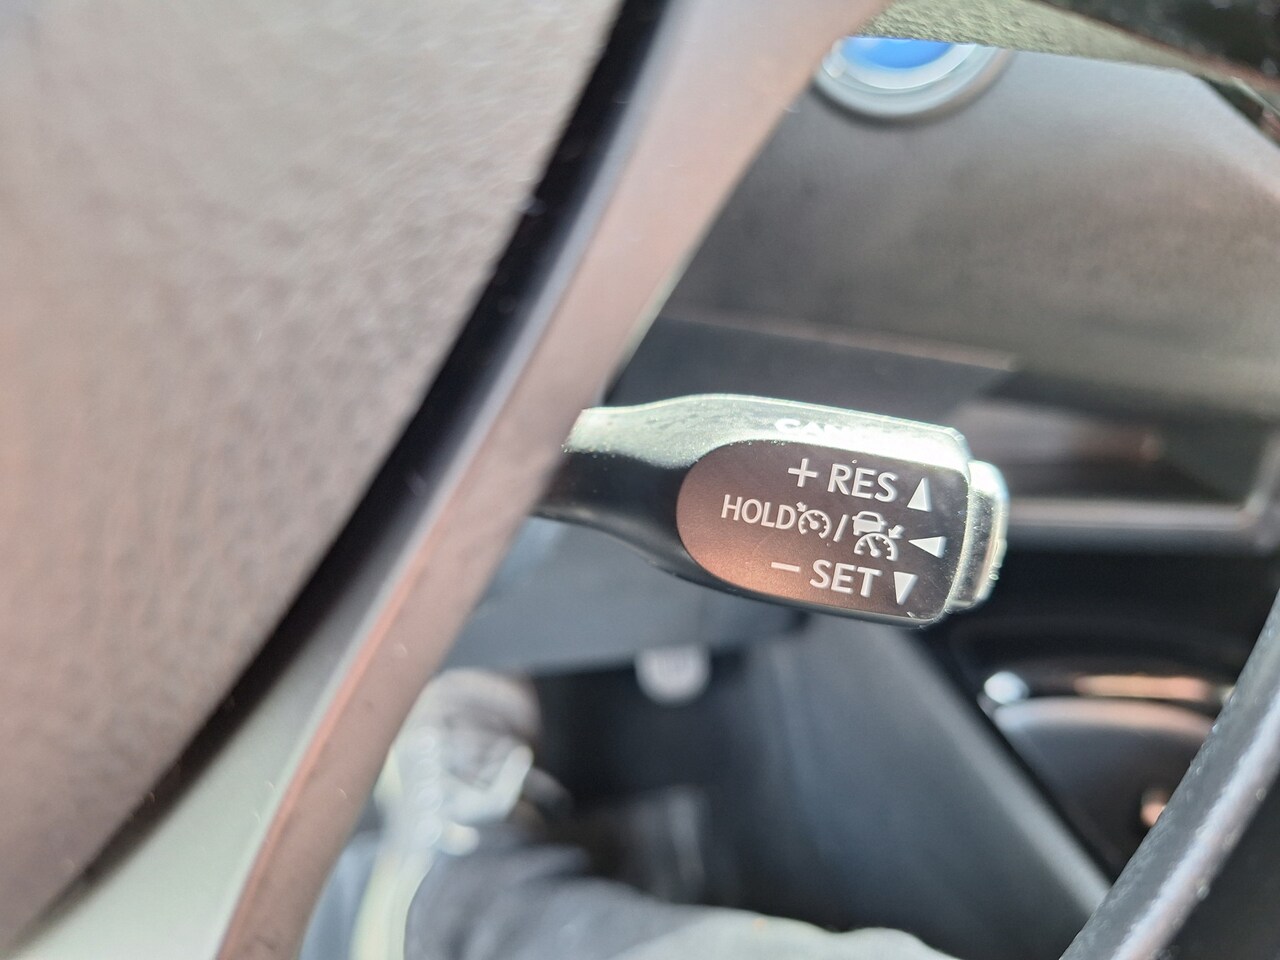 + RES
HOLD /
− SET